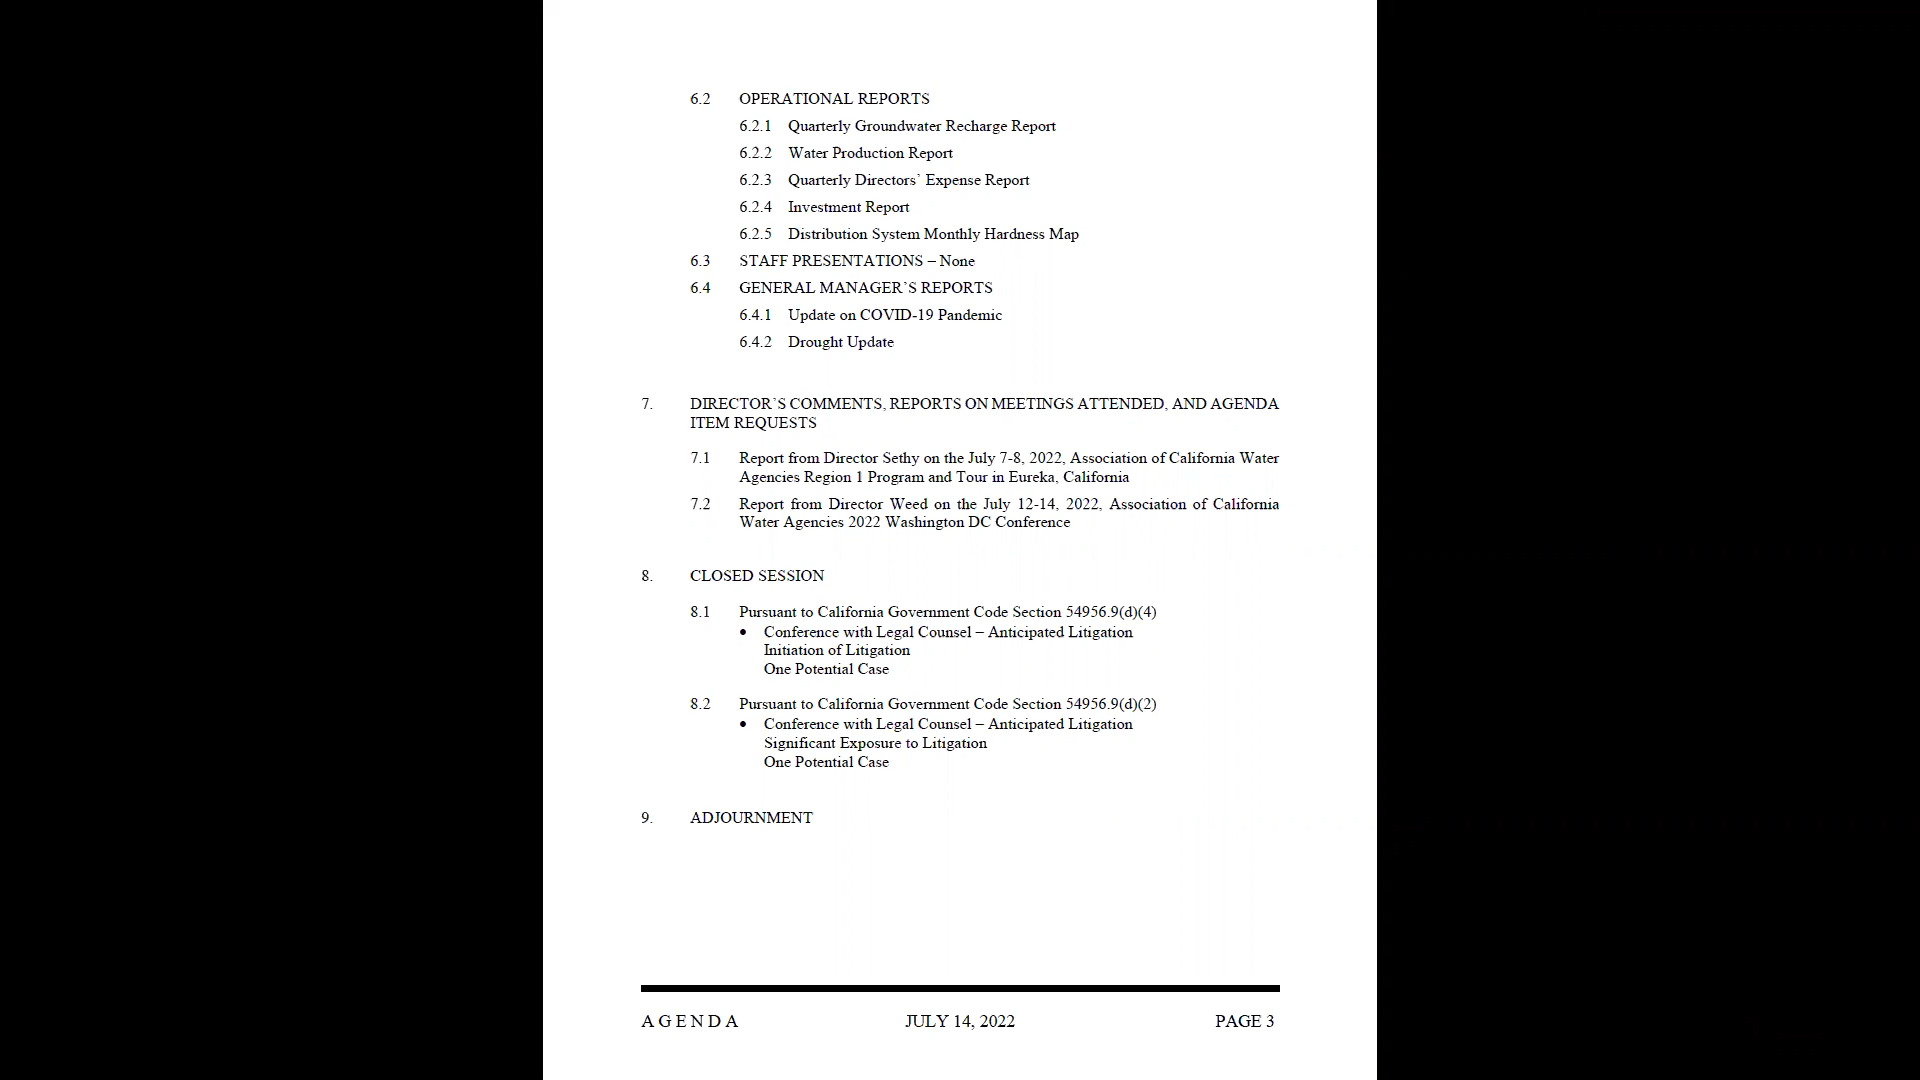 6.2 OPERATIONAL REPORTS
6.2.1 Quarterly Groundwater Recharge Report
6.2.2 Water Production Report
6.2.3 Quarterly Directors’ Expense Report
6.2.4 Investment Report
6.2.5 Distribution System Monthly Hardness Map
6.3 STAFF PRESENTATIONS – None
6.4 GENERAL MANAGER’S REPORTS
6.4.1 Update on COVID-19 Pandemic
6.4.2 Drought Update
7. DIRECTOR’S COMMENTS, REPORTS ON MEETINGS ATTENDED, AND AGENDA
ITEM REQUESTS
7.1 Report from Director Sethy on the July 7-8, 2022, Association of California Water
Agencies Region 1 Program and Tour in Eureka, California
7.2 Report from Director Weed on the July 12-14, 2022, Association of California
Water Agencies 2022 Washington DC Conference
8. CLOSED SESSION
8.1 Pursuant to California Government Code Section 54956.9(d)(4)
• Conference with Legal Counsel – Anticipated Litigation
Initiation of Litigation
One Potential Case
8.2 Pursuant to California Government Code Section 54956.9(d)(2)
• Conference with Legal Counsel – Anticipated Litigation
Significant Exposure to Litigation
One Potential Case
9. ADJOURNMENT
AGENDA JULY 14, 2022 PAGE 3